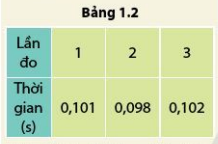 Bảng 1.2
Lần đo 1 2 3
Thời gian (s) 0,101 0,098 0,102